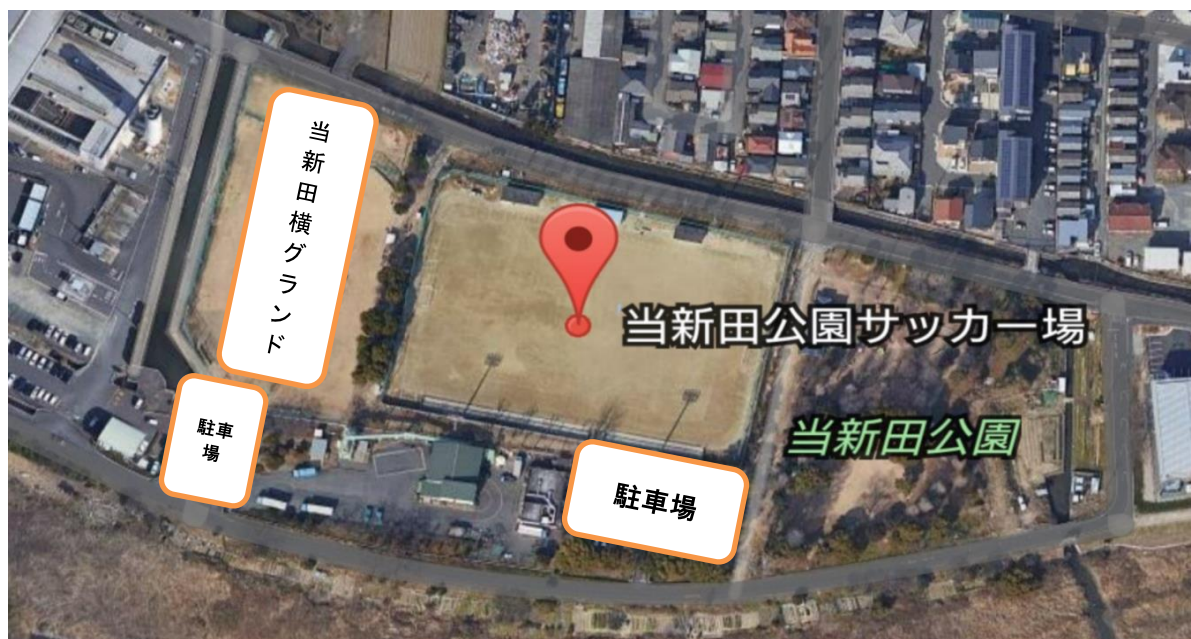 当新田横グランド
当新田公園サッカー場
当新田公園
駐車
場
駐車場